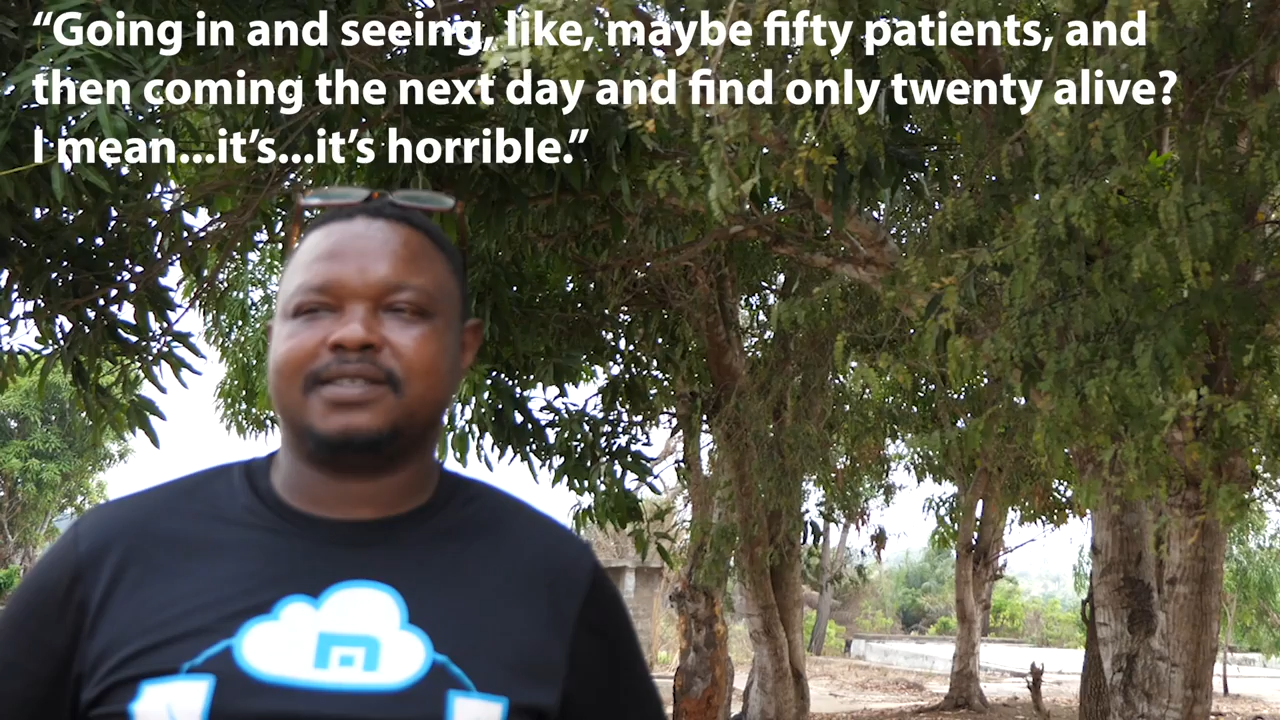 “Going in and seeing, like, maybe fifty patients, and
then coming the next day and find only twenty alive?
I mean...it’s...it’s horrible.”